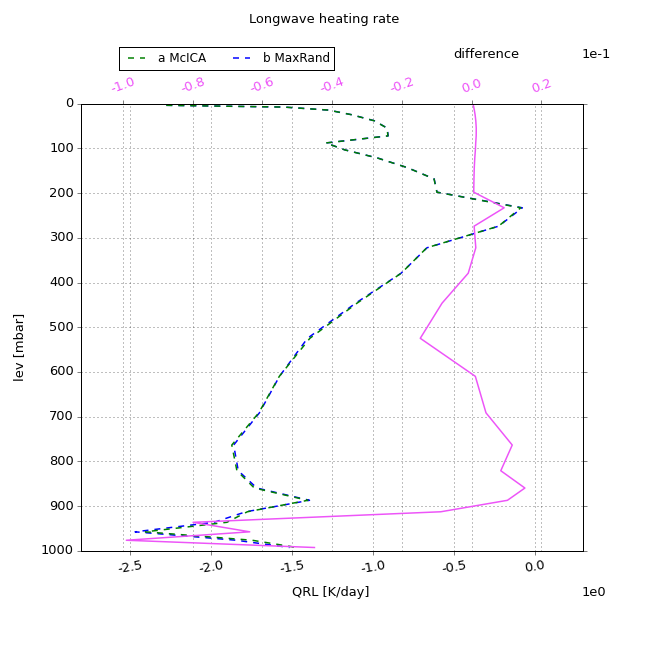 Longwave heating rate
a McICA b MaxRand difference 1e-1
-1.0 -0.8 -0.6 -0.4 -0.2 0.0 0.2
0
100
200
300
400
500
600
700
800
900
1000
lev [mbar]
-2.5 -2.0 -1.5 -1.0 -0.5 0.0
QRL [K/day] 1e0